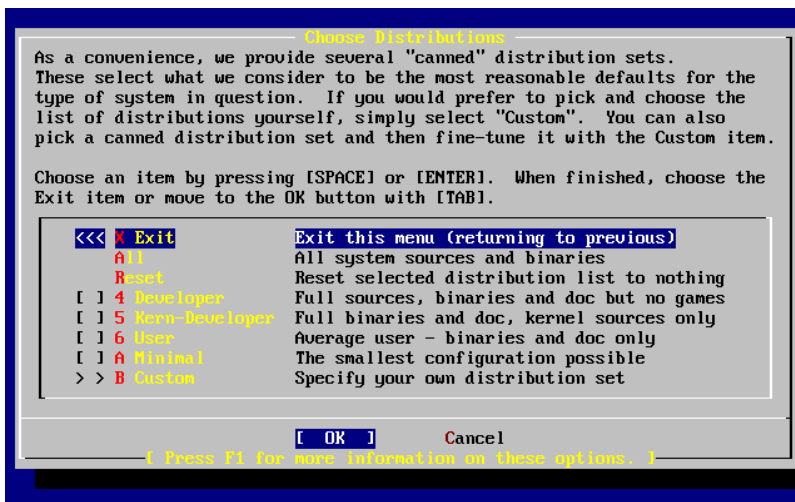 Choose Distributions
As a convenience, we provide several "canned" distribution sets.
These select what we consider to be the most reasonable defaults for the
type of system in question.  If you would prefer to pick and choose the
list of distributions yourself, simply select "Custom".  You can also
pick a canned distribution set and then fine-tune it with the Custom item.
Choose an item by pressing [SPACE] or [ENTER].  When finished, choose the
Exit item or move to the OK button with [TAB].
<<< X Exit Exit this menu (returning to previous)
All All system sources and binaries
Reset Reset selected distribution list to nothing
[ ] 4 Developer Full sources, binaries and doc but no games
[ ] 5 Kern-Developer Full binaries and doc, kernel sources only
[ ] 6 User Average user - binaries and doc only
[ ] A Minimal The smallest configuration possible
> > B Custom Specify your own distribution set
[ OK ] Cancel
[ Press F1 for more information on these options. ]